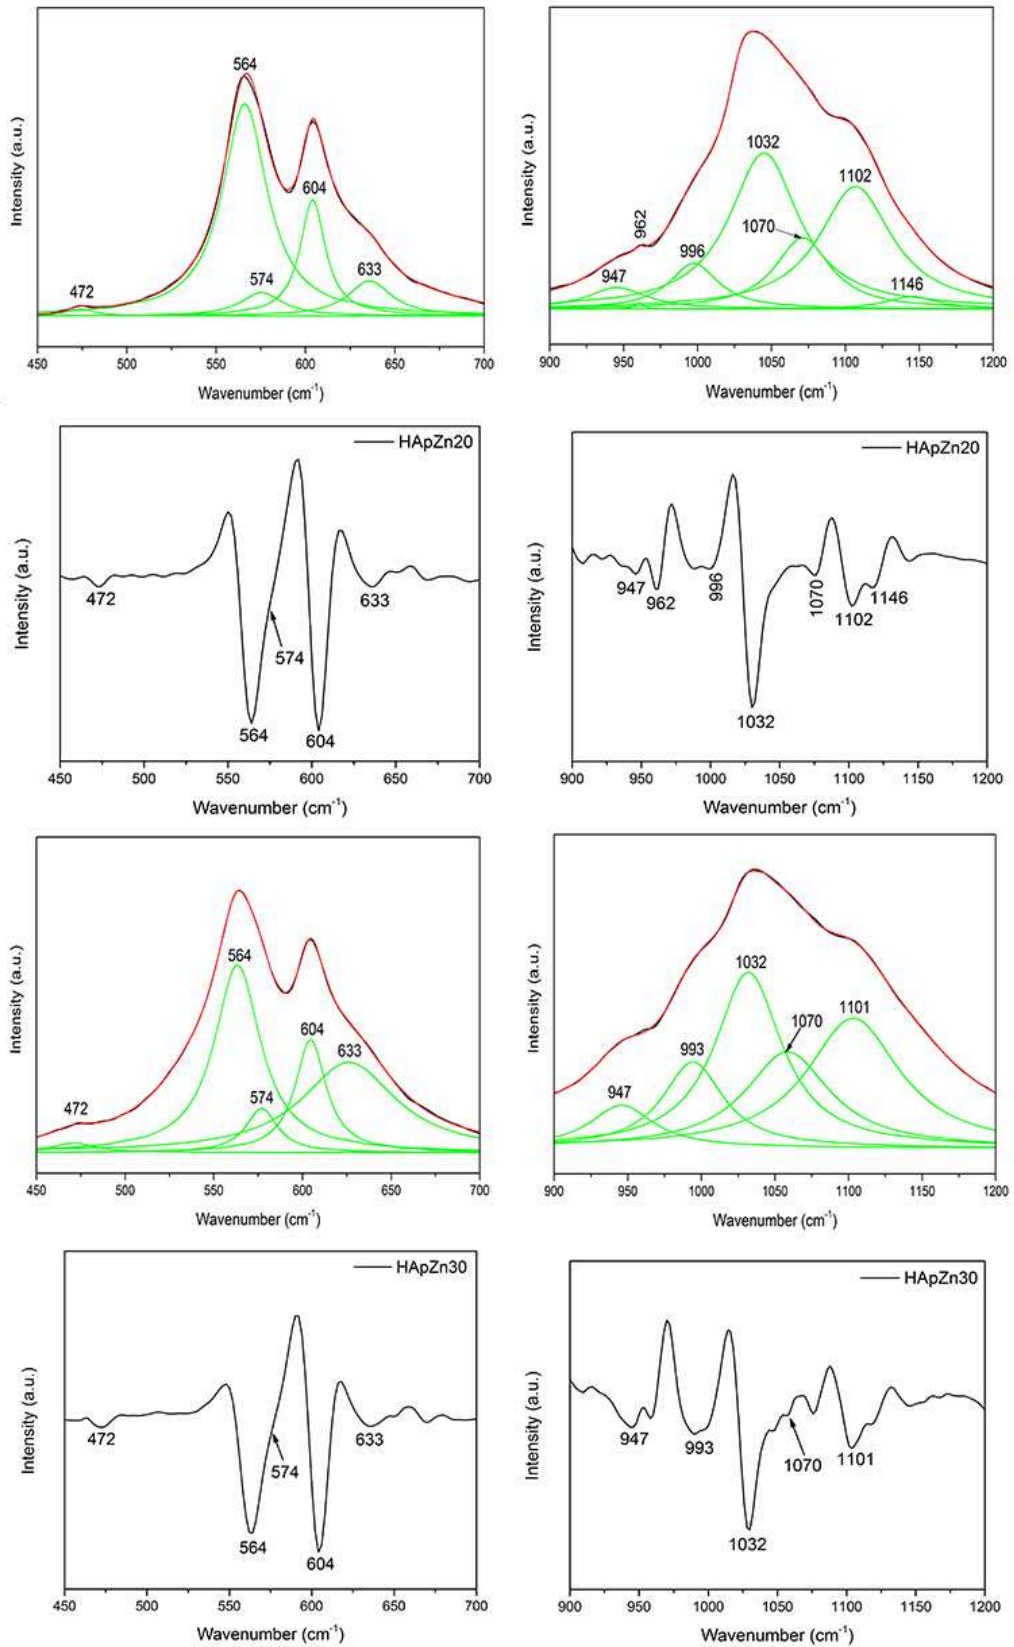 564
604
574
633
472
Intensity (a.u.)
450 500 550 600 650 700
Wavenumber (cm-1)
1032
1102
962
1070
996
947
1146
Intensity (a.u.)
900 950 1000 1050 1100 1150 1200
Wavenumber (cm-1)
HApZn20
472
633
574
564
604
Intensity (a.u.)
450 500 550 600 650 700
Wavenumber (cm-1)
HApZn20
947
962
996
1070
1146
1102
1032
Intensity (a.u.)
900 950 1000 1050 1100 1150 1200
Wavenumber (cm-1)
564
604
633
574
472
Intensity (a.u.)
450 500 550 600 650 700
Wavenumber (cm-1)
1032
1070
1101
993
947
Intensity (a.u.)
900 950 1000 1050 1100 1150 1200
Wavenumber (cm-1)
HApZn30
472
633
574
564
604
Intensity (a.u.)
450 500 550 600 650 700
Wavenumber (cm-1)
HApZn30
947
993
1070
1101
1032
Intensity (a.u.)
900 950 1000 1050 1100 1150 1200
Wavenumber (cm-1)